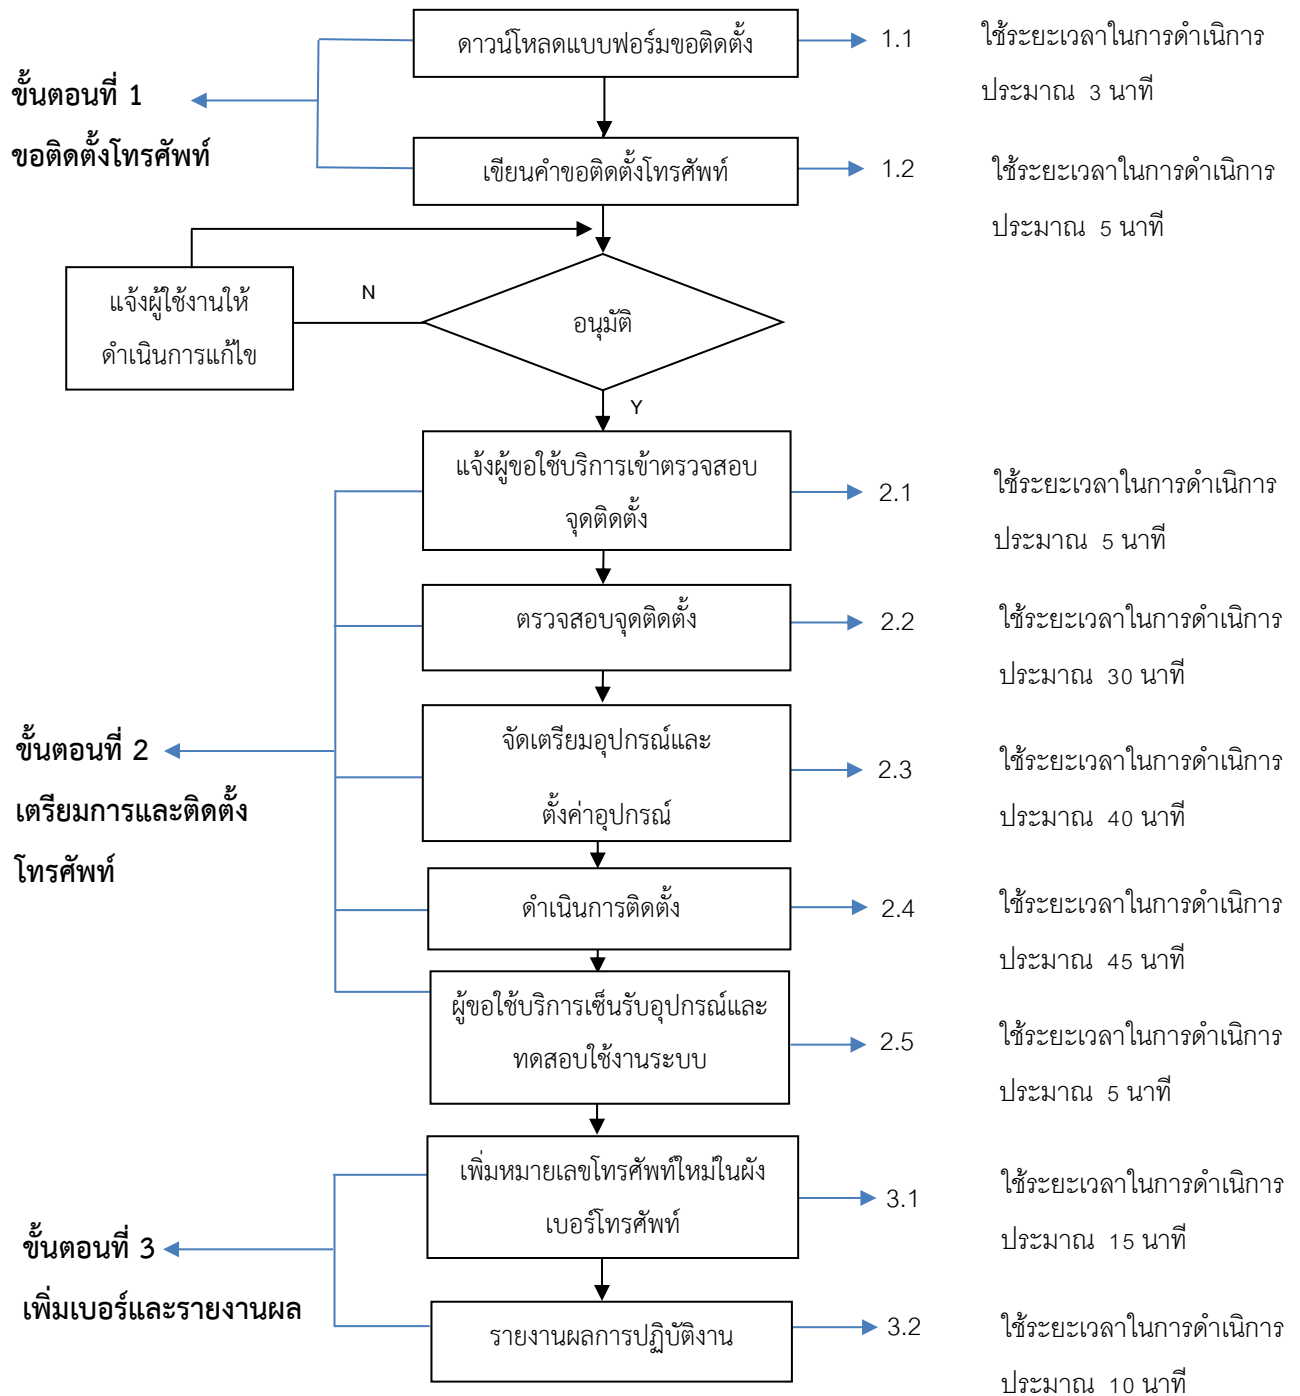 ดาวน์โหลดแบบฟอร์มขอติดตั้ง
1.1
ใช้ระยะเวลาในการดำเนิการ
ประมาณ 3 นาที
ขั้นตอนที่ 1
ขอติดตั้งโทรศัพท์
เขียนคำขอติดตั้งโทรศัพท์
1.2
ใช้ระยะเวลาในการดำเนิการ
ประมาณ 5 นาที
แจ้งผู้ใช้งานให้
ดำเนินการแก้ไข
N
อนุมัติ
Y
แจ้งผู้ขอใช้บริการเข้าตรวจสอบ
จุดติดตั้ง
2.1
ใช้ระยะเวลาในการดำเนิการ
ประมาณ 5 นาที
ตรวจสอบจุดติดตั้ง
2.2
ใช้ระยะเวลาในการดำเนิการ
ประมาณ 30 นาที
ขั้นตอนที่ 2
เตรียมการและติดตั้ง
โทรศัพท์
จัดเตรียมอุปกรณ์และ
ตั้งค่าอุปกรณ์
2.3
ใช้ระยะเวลาในการดำเนิการ
ประมาณ 40 นาที
ดำเนินการติดตั้ง
2.4
ใช้ระยะเวลาในการดำเนิการ
ประมาณ 45 นาที
ผู้ขอใช้บริการเซ็นรับอุปกรณ์และ
ทดสอบใช้งานระบบ
2.5
ใช้ระยะเวลาในการดำเนิการ
ประมาณ 5 นาที
เพิ่มหมายเลขโทรศัพท์ใหม่ในผัง
เบอร์โทรศัพท์
3.1
ใช้ระยะเวลาในการดำเนิการ
ประมาณ 15 นาที
ขั้นตอนที่ 3
เพิ่มเบอร์และรายงานผล
รายงานผลการปฏิบัติงาน
3.2
ใช้ระยะเวลาในการดำเนิการ
ประมาณ 10 นาที